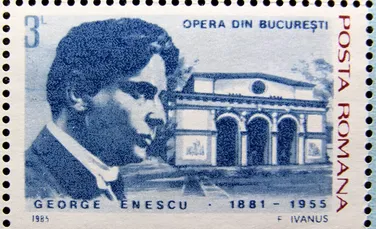 3L
OPERA DIN BUCUREȘTI
POSTA ROMANA
GEORGE ENESCU · 1881 - 1955
1985
F. IVANUS